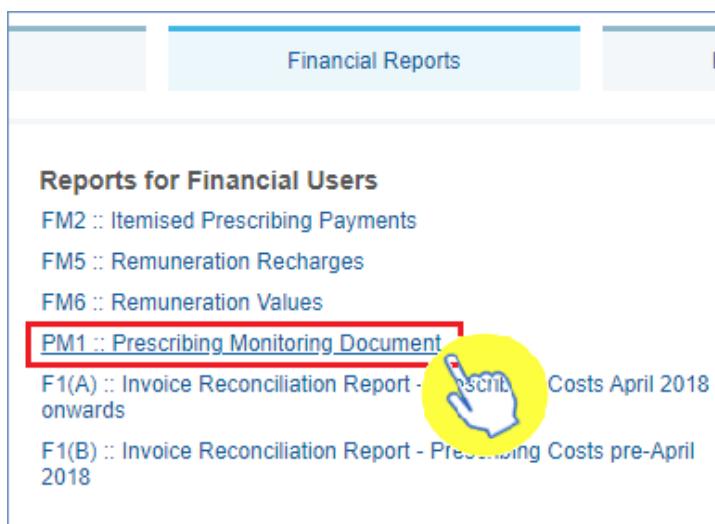 Financial Reports
Reports for Financial Users
FM2 :: Itemised Prescribing Payments
FM5 :: Remuneration Recharges
FM6 :: Remuneration Values
PM1 :: Prescribing Monitoring Document
F1(A) :: Invoice Reconciliation Report - Prescribing Costs April 2018
onwards
F1(B) :: Invoice Reconciliation Report - Prescribing Costs pre-April
2018